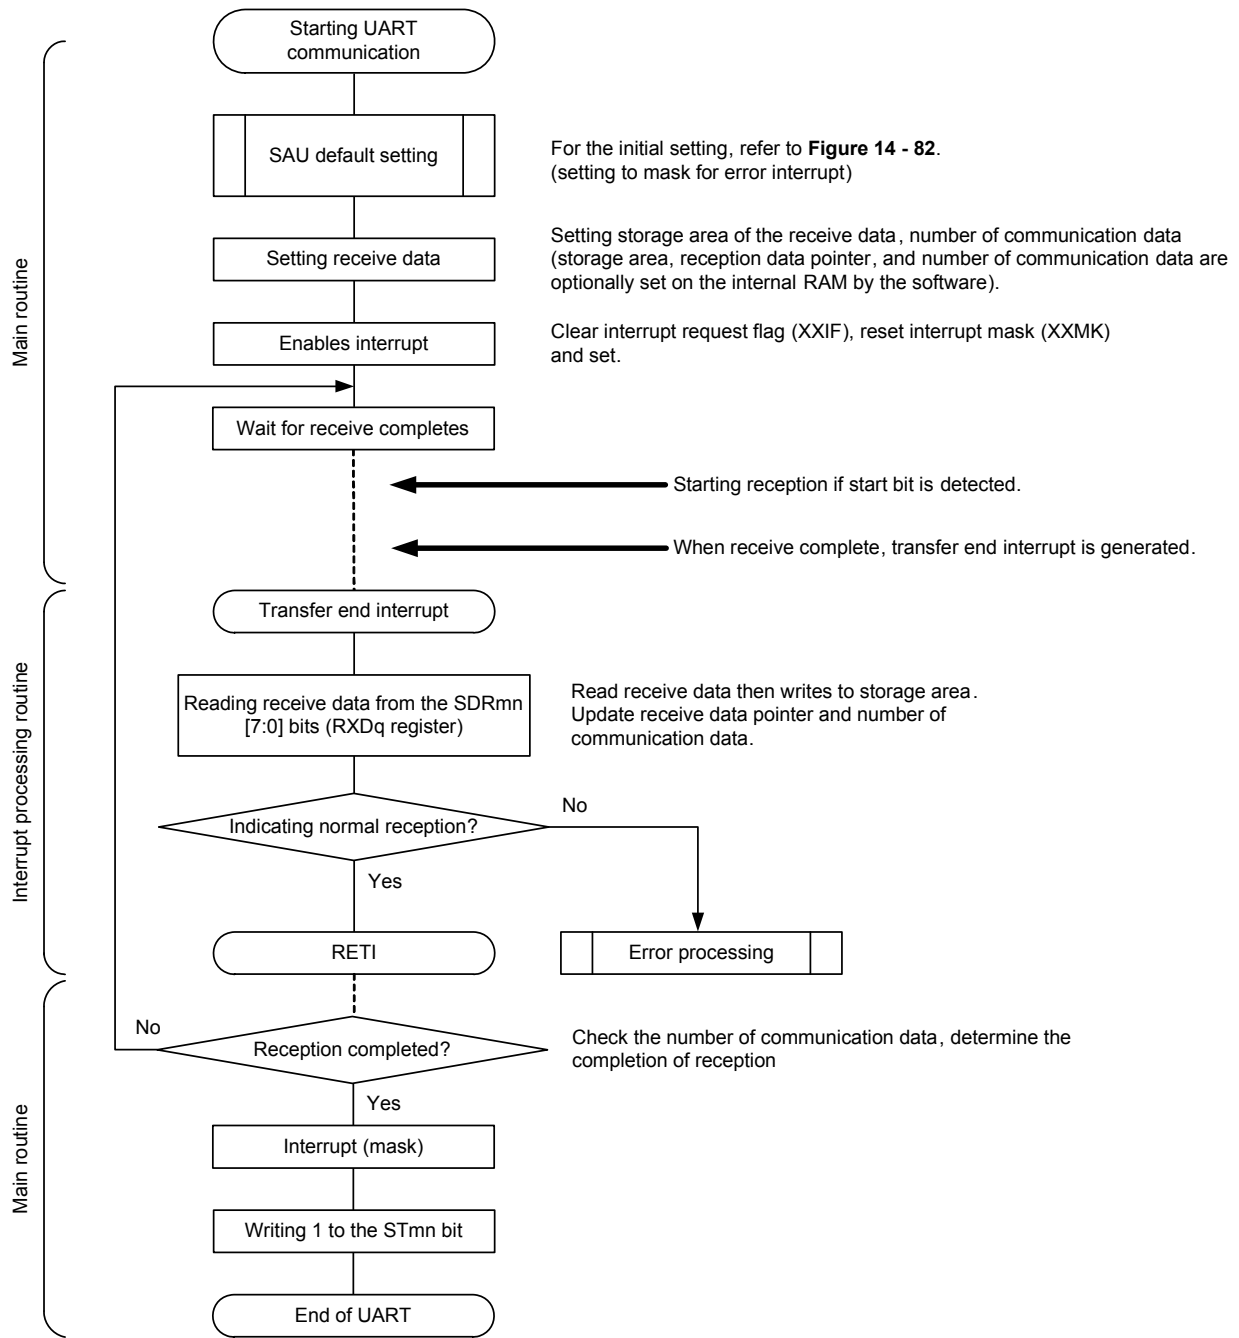 Starting UART
communication
SAU default setting
For the initial setting, refer to Figure 14 - 82.
(setting to mask for error interrupt)
Setting receive data
Setting storage area of the receive data, number of communication data
(storage area, reception data pointer, and number of communication data are
optionally set on the internal RAM by the software).
Main routine
Enables interrupt
Clear interrupt request flag (XXIF), reset interrupt mask (XXMK)
and set.
Wait for receive completes
Starting reception if start bit is detected.
When receive complete, transfer end interrupt is generated.
Transfer end interrupt
Interrupt processing routine
Reading receive data from the SDRmn
[7:0] bits (RXDq register)
Read receive data then writes to storage area.
Update receive data pointer and number of
communication data.
Indicating normal reception?
No
Yes
RETI
Error processing
No
Reception completed?
Check the number of communication data, determine the
completion of reception
Yes
Main routine
Interrupt (mask)
Writing 1 to the STmn bit
End of UART